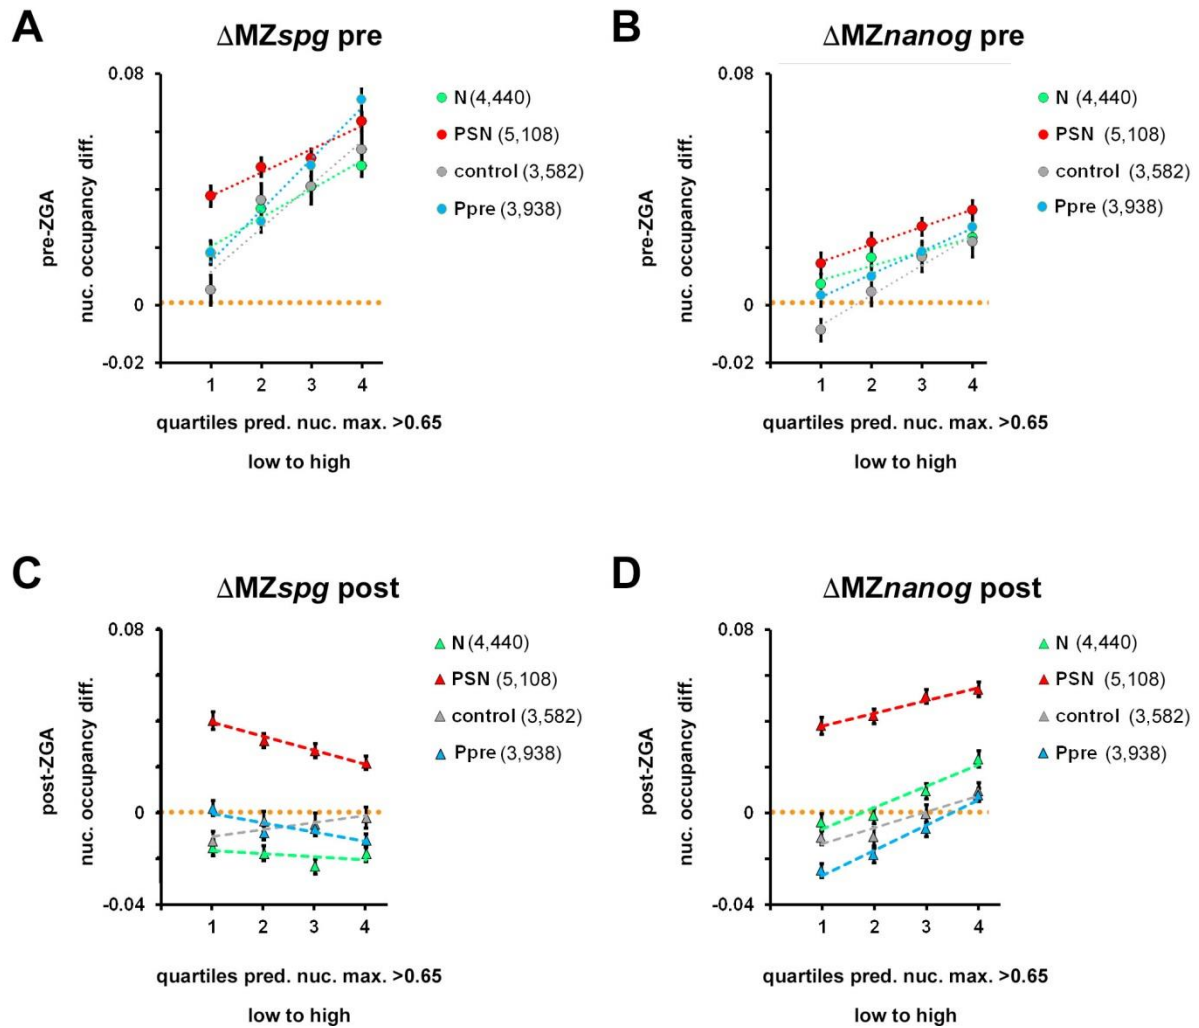 A
ΔMZspg pre
0.08
0
-0.02
pre-ZGA
nuc. occupancy diff.
1 2 3 4
quartiles pred. nuc. max. >0.65
low to high
N (4,440)
PSN (5,108)
control (3,582)
Ppre (3,938)
B
ΔMZnanog pre
0.08
0
-0.02
pre-ZGA
nuc. occupancy diff.
1 2 3 4
quartiles pred. nuc. max. >0.65
low to high
N (4,440)
PSN (5,108)
control (3,582)
Ppre (3,938)
C
ΔMZspg post
0.08
0
-0.04
post-ZGA
nuc. occupancy diff.
1 2 3 4
quartiles pred. nuc. max. >0.65
low to high
N (4,440)
PSN (5,108)
control (3,582)
Ppre (3,938)
D
ΔMZnanog post
0.08
0
-0.04
post-ZGA
nuc. occupancy diff.
1 2 3 4
quartiles pred. nuc. max. >0.65
low to high
N (4,440)
PSN (5,108)
control (3,582)
Ppre (3,938)